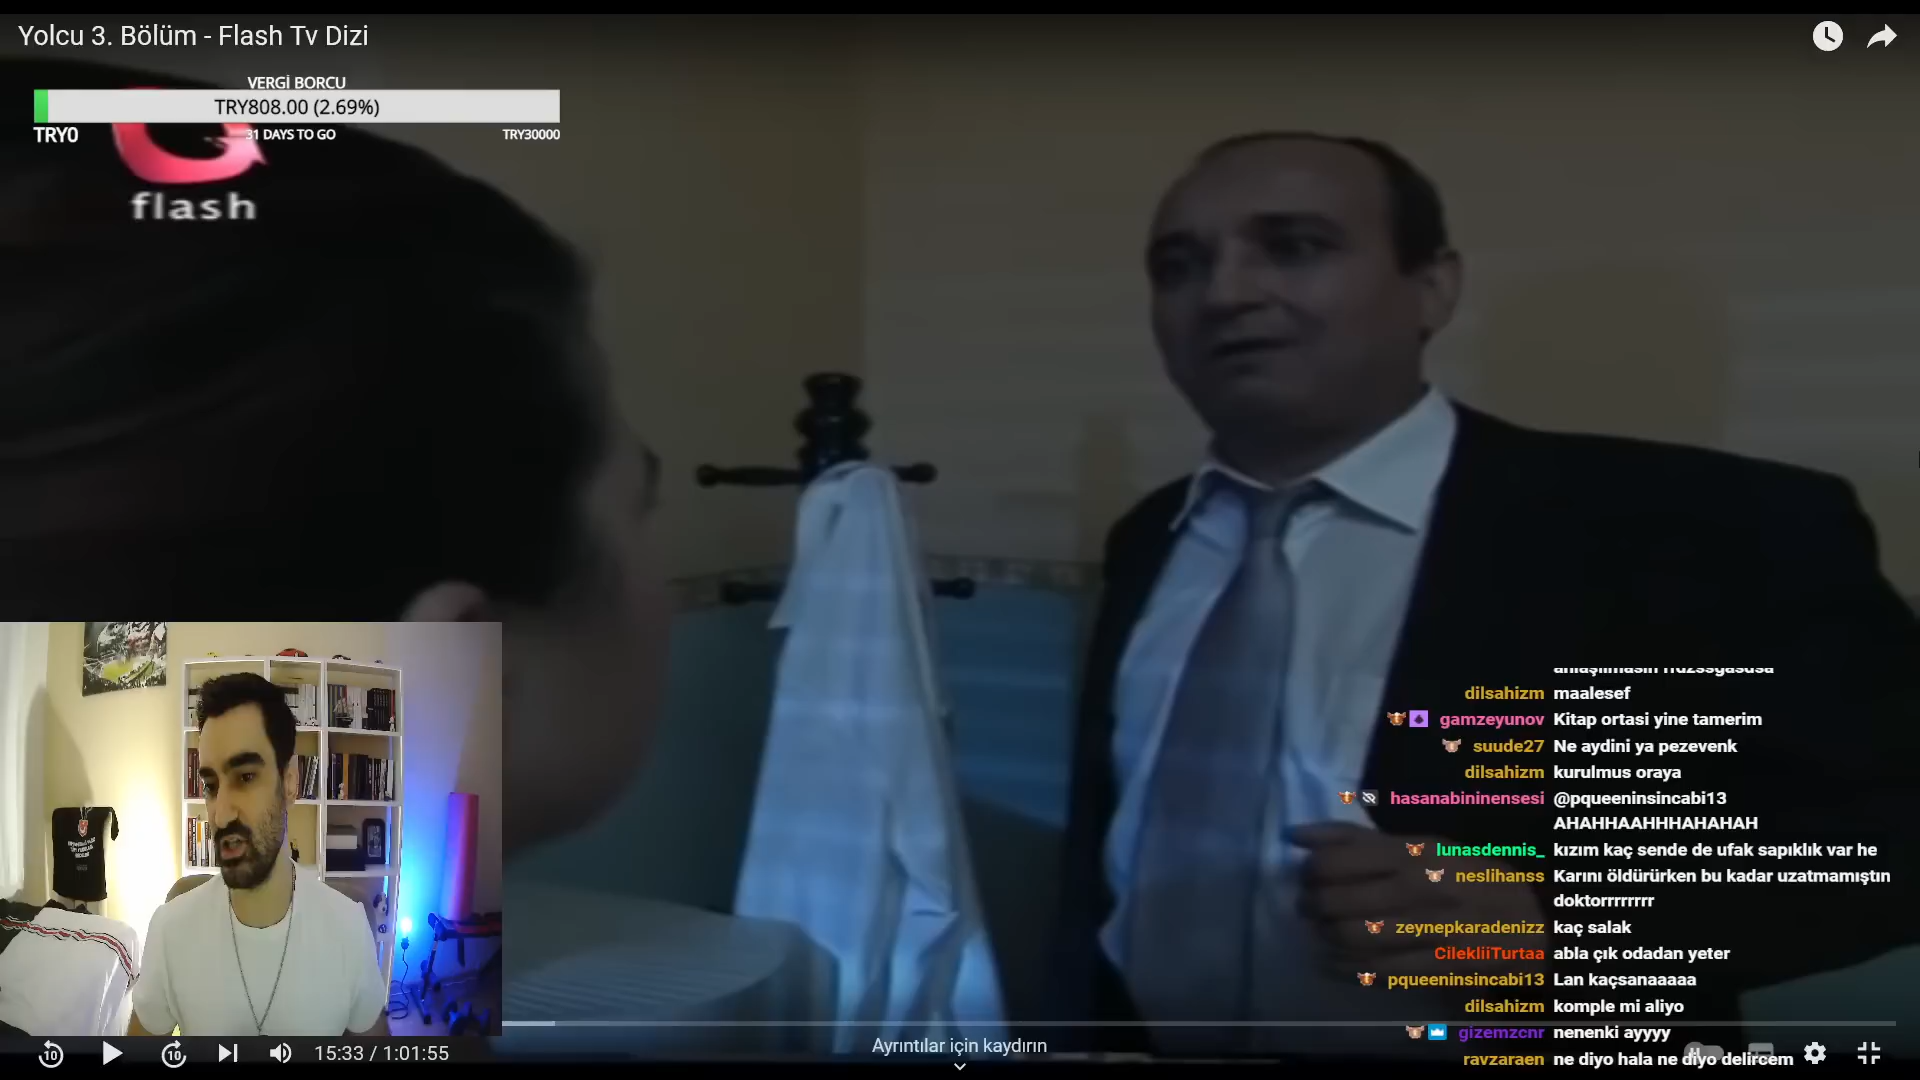 Yolcu 3. Bölüm - Flash Tv Dizi
VERGİ BORCU
TRY808.00 (2.69%)
TRY0
31 DAYS TO GO
TRY30000
flash
dilsahizm maalesef
gamzeyunov Kitap ortasi yine tamerim
suude27 Ne aydini ya pezevenk
dilsahizm kurulmus oraya
hasanabininensesi @pqueeninsincabi13
AHAHHAAHHHAHAHAH
lunasdennis_ kızım kaç sende de ufak sapıklık var he
neslihanss Karını öldürürken bu kadar uzatmamıştın
doktorrrrrrrr
zeynepkaradenizz kaç salak
CilekliiTurtaa abla çık odadan yeter
pqueeninsincabi13 Lan kaçsanaaaaa
dilsahizm komple mi aliyo
gizemzcnr nenenki ayyyy
ravzaraen ne diyo hala ne diyo delircem
10
10
15:33 / 1:01:55
Ayrıntılar için kaydırın